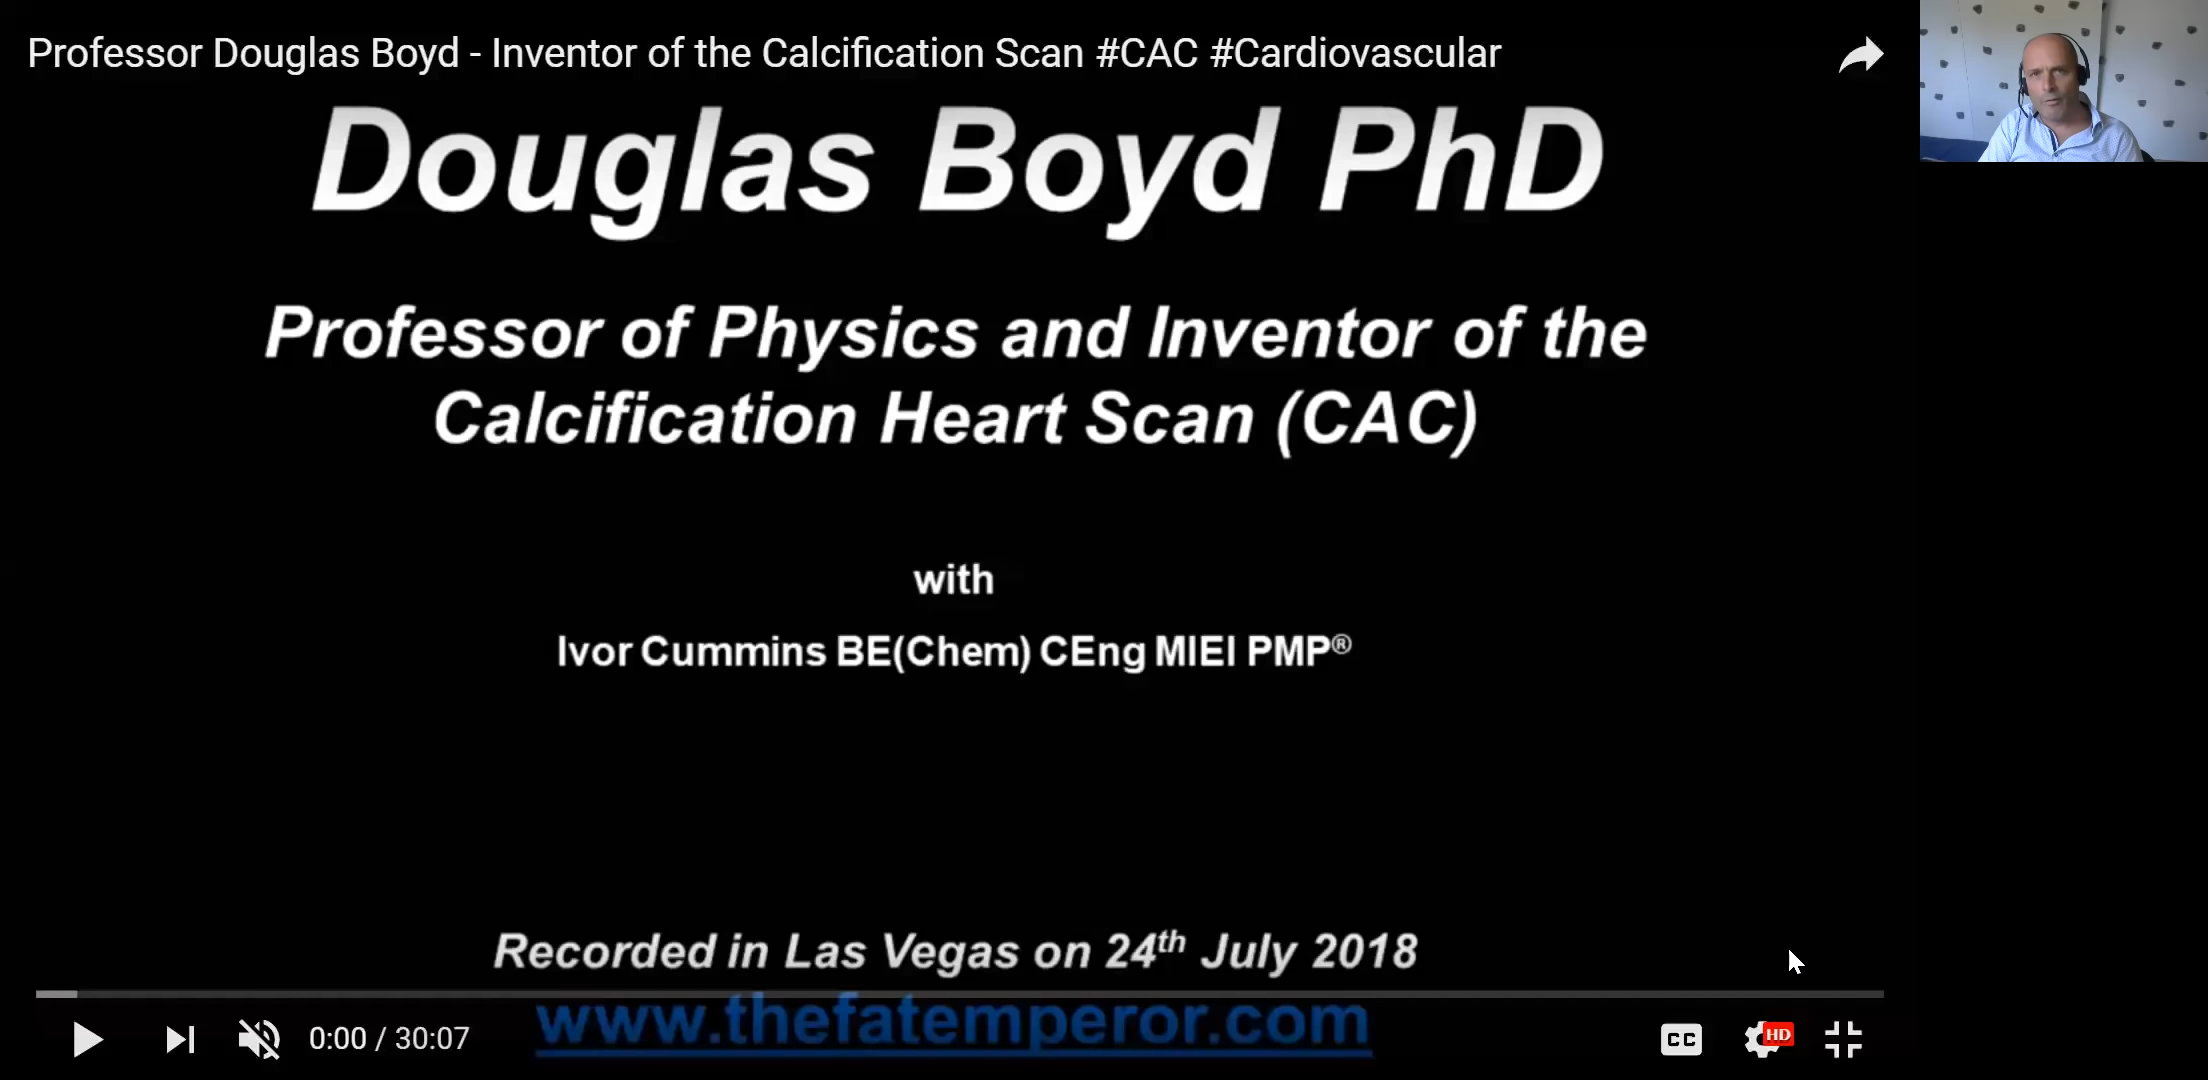 Professor Douglas Boyd - Inventor of the Calcification Scan #CAC #Cardiovascular
Douglas Boyd PhD
Professor of Physics and Inventor of the
Calcification Heart Scan (CAC)
with
Ivor Cummins BE(Chem) CEng MIEI PMP®
Recorded in Las Vegas on 24th July 2018
www.thefatemperor.com
0:00 / 30:07
CC
HD